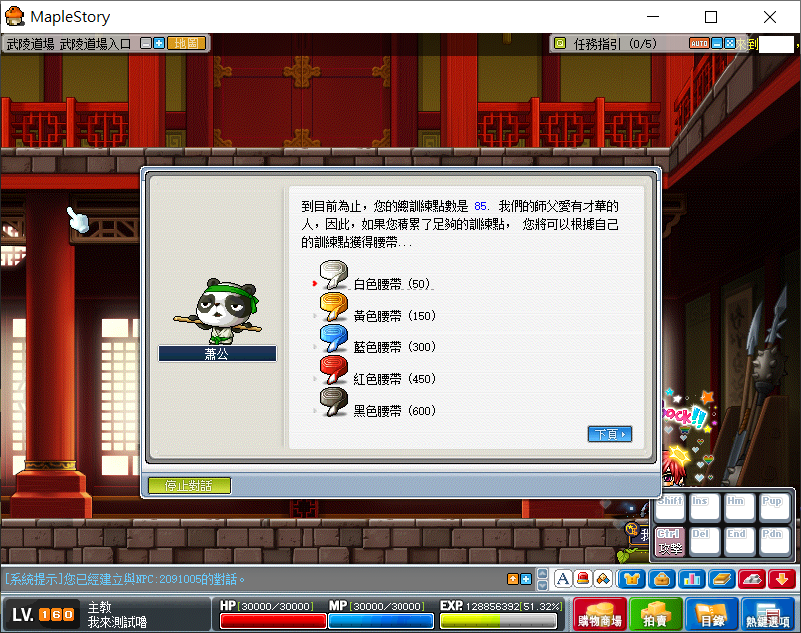 MapleStory
武陵道場 武陵道場入口
地圖
任務指引 (0/5)
AUTO
來到
到目前為止，您的總訓練點數是 85. 我們的師父愛有才華的
人，因此，如果您積累了足夠的訓練點， 您將可以根據自己
的訓練點獲得腰帶...
白色腰帶 (50)
黃色腰帶 (150)
藍色腰帶 (300)
紅色腰帶 (450)
黑色腰帶 (600)
蕭公
下頁
停止對話
Shift Ins Hm Pup
Ctrl Del End Pdn
攻擊
我
[系統提示]您已經建立與NPC:2091005的對話。
LV. 160
主教
我來測試嚕
HP[30000/30000] MP[30000/30000] EXP.128856392[51.32%]
購物商場
拍賣
目錄
熱鍵選項